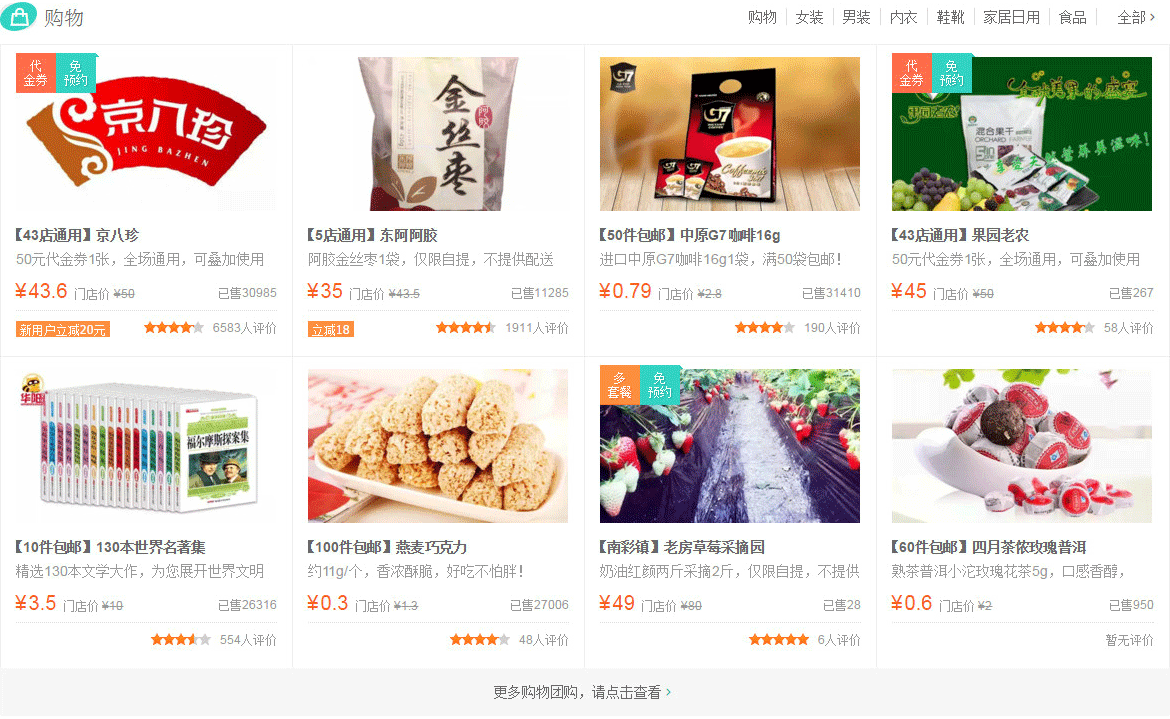 购物
购物 女装 男装 内衣 鞋靴 家居日用 食品 全部 ›
代
金券
免
预约
京八珍
JING BAZHEN
【43店通用】京八珍
50元代金券1张，全场通用，可叠加使用
¥43.6 门店价 ¥50 已售30985
新用户立减20元 6583人评价
金丝枣
阿胶
【5店通用】东阿阿胶
阿胶金丝枣1袋，仅限自提，不提供配送
¥35 门店价 ¥43.5 已售11285
立减18 1911人评价
G7
G7
Coffeemix
【50件包邮】中原G7咖啡16g
进口中原G7咖啡16g1袋，满50袋包邮！
¥0.79 门店价 ¥2.8 已售31410
190人评价
代
金券
免
预约
果园老农
混合果干
ORCHARD FARMER
【43店通用】果园老农
50元代金券1张，全场通用，可叠加使用
¥45 门店价 ¥50 已售267
58人评价
华阳
福尔摩斯探案集
【10件包邮】130本世界名著集
精选130本文学大作，为您展开世界文明
¥3.5 门店价 ¥10 已售26316
554人评价
【100件包邮】燕麦巧克力
约11g/个，香浓酥脆，好吃不怕胖！
¥0.3 门店价 ¥1.3 已售27006
48人评价
多
套餐
免
预约
【南彩镇】老房草莓采摘园
奶油红颜两斤采摘2斤，仅限自提，不提供
¥49 门店价 ¥80 已售28
6人评价
【60件包邮】四月茶侬玫瑰普洱
熟茶普洱小沱玫瑰花茶5g，口感香醇，
¥0.6 门店价 ¥2 已售950
暂无评价
更多购物团购，请点击查看 ›